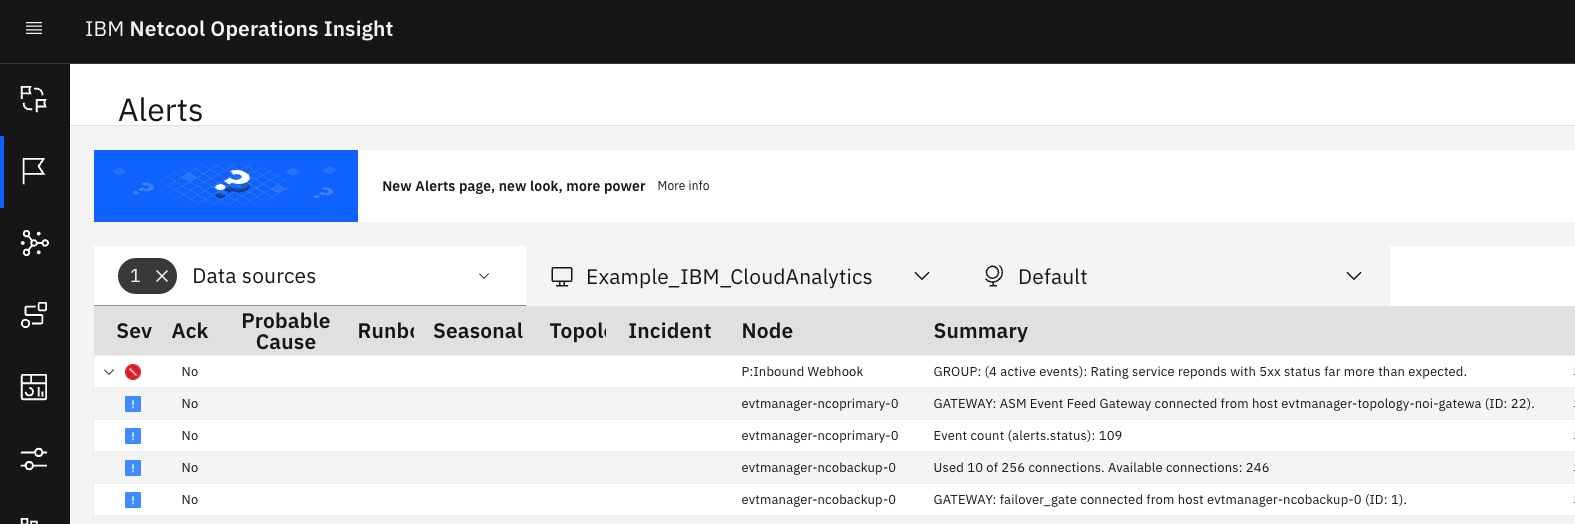 IBM Netcool Operations Insight
Alerts
New Alerts page, new look, more power More info
1 Data sources Example_IBM_CloudAnalytics Default
Sev Ack Probable Cause Seasonal Incident Node Summary
No P:Inbound Webhook GROUP: (4 active events): Rating service reponds with 5xx status far more than expected.
No evtmanager-ncoprimary-0 GATEWAY: ASM Event Feed Gateway connected from host evtmanager-topology-noi-gatewa (ID: 22).
No evtmanager-ncoprimary-0 Event count (alerts.status): 109
No evtmanager-ncobackup-0 Used 10 of 256 connections. Available connections: 246
No evtmanager-ncobackup-0 GATEWAY: failover_gate connected from host evtmanager-ncobackup-0 (ID: 1).